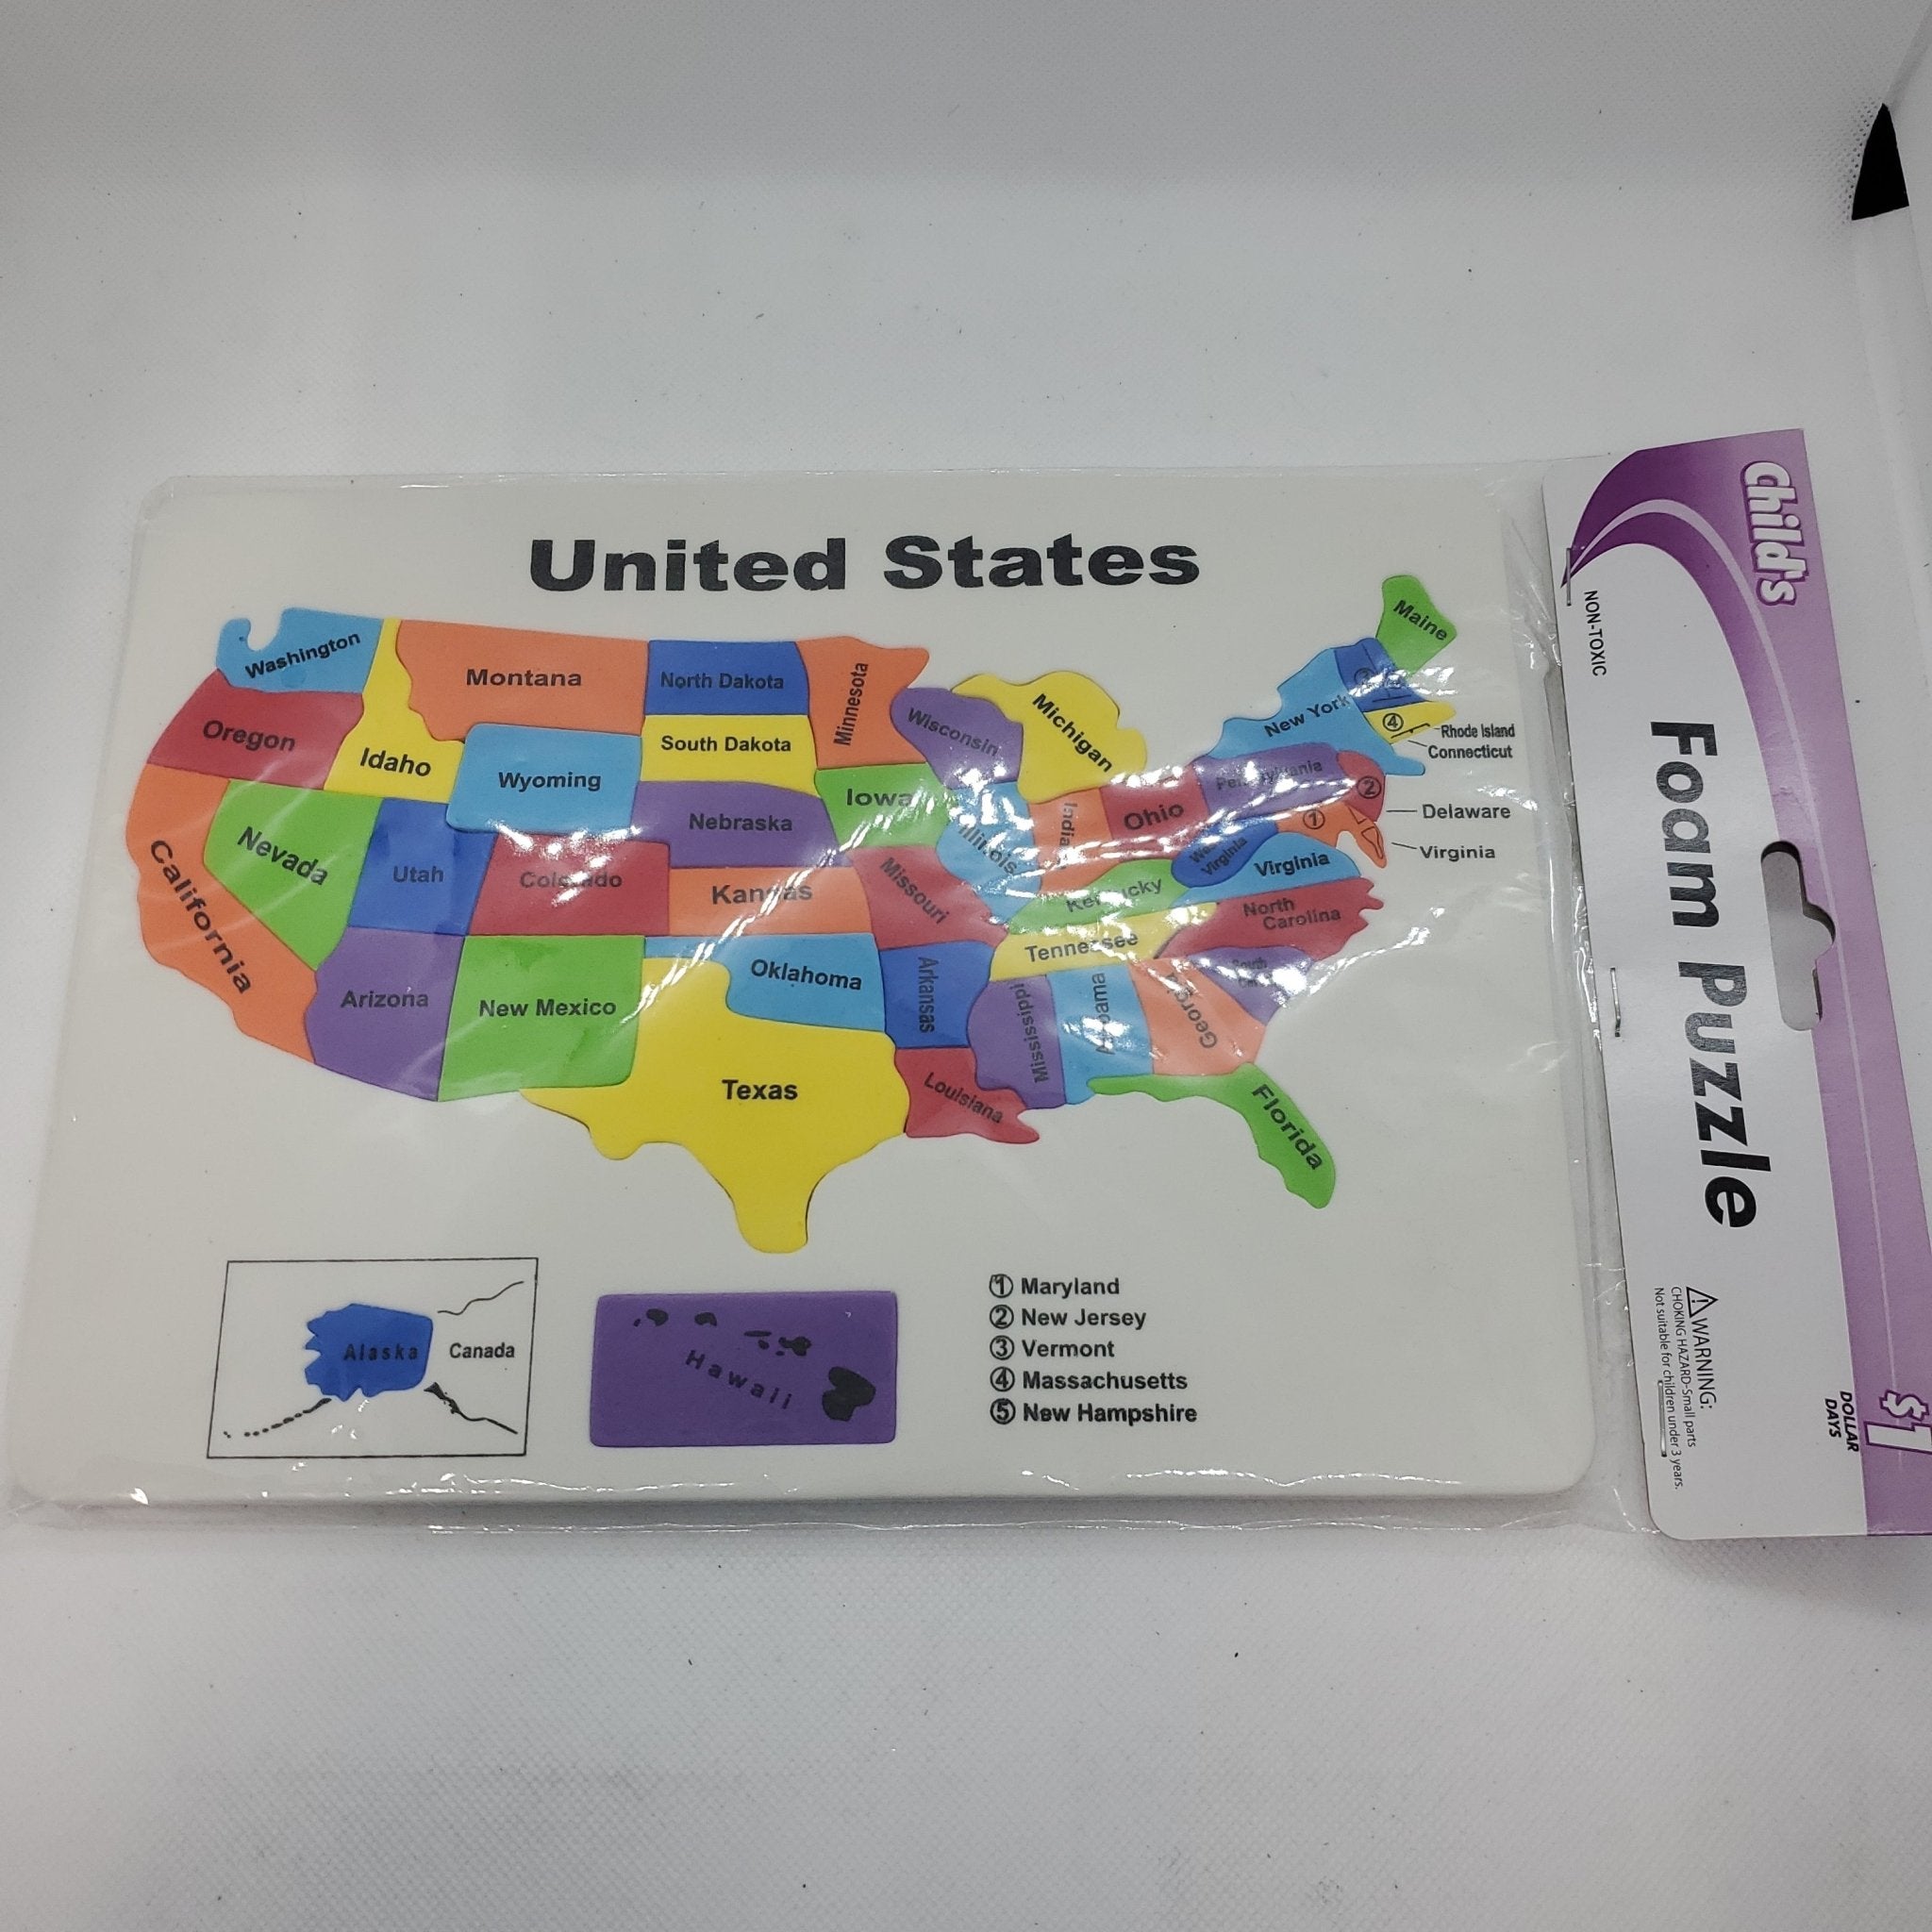 United States
Washington
Oregon
Idaho
Montana
North Dakota
South Dakota
Minnesota
Wisconsin
Michigan
Maine
New York
③
④
Rhode Island
Connecticut
Wyoming
Nebraska
Iowa
Ohio
②
①
Delaware
Virginia
Virginia
California
Nevada
Utah
Kansas
Missouri
North
Carolina
Tennessee
Arizona
New Mexico
Oklahoma
Arkansas
Mississippi
Georgia
Texas
Louisiana
Florida
Alaska
Canada
Hawaii
① Maryland
② New Jersey
③ Vermont
④ Massachusetts
⑤ New Hampshire
Child's
NON-TOXIC
Foam Puzzle
WARNING:
CHOKING HAZARD-Small parts
Not suitable for children under 3 years.
DOLLAR
DAYS
$1